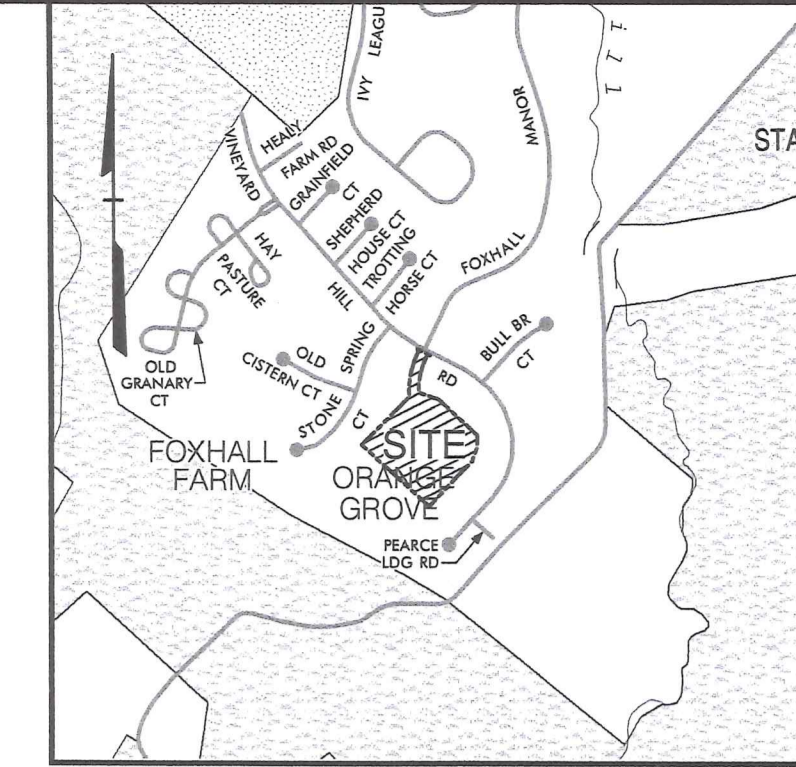 IVY LEAGU
MANOR
ill
STA
VINEYARD
HEALY
FARM RD
GRAINFIELD
CT
SHEPHERD
HOUSE CT
TROTTING
HORSE CT
HAY
PASTURE
CT
HILL
FOXHALL
OLD
GRANARY
CT
OLD
CISTERN CT
SPRING
STONE
CT
RD
BULL BR
CT
SITE
FOXHALL
FARM
ORANGE
GROVE
PEARCE
LDG RD